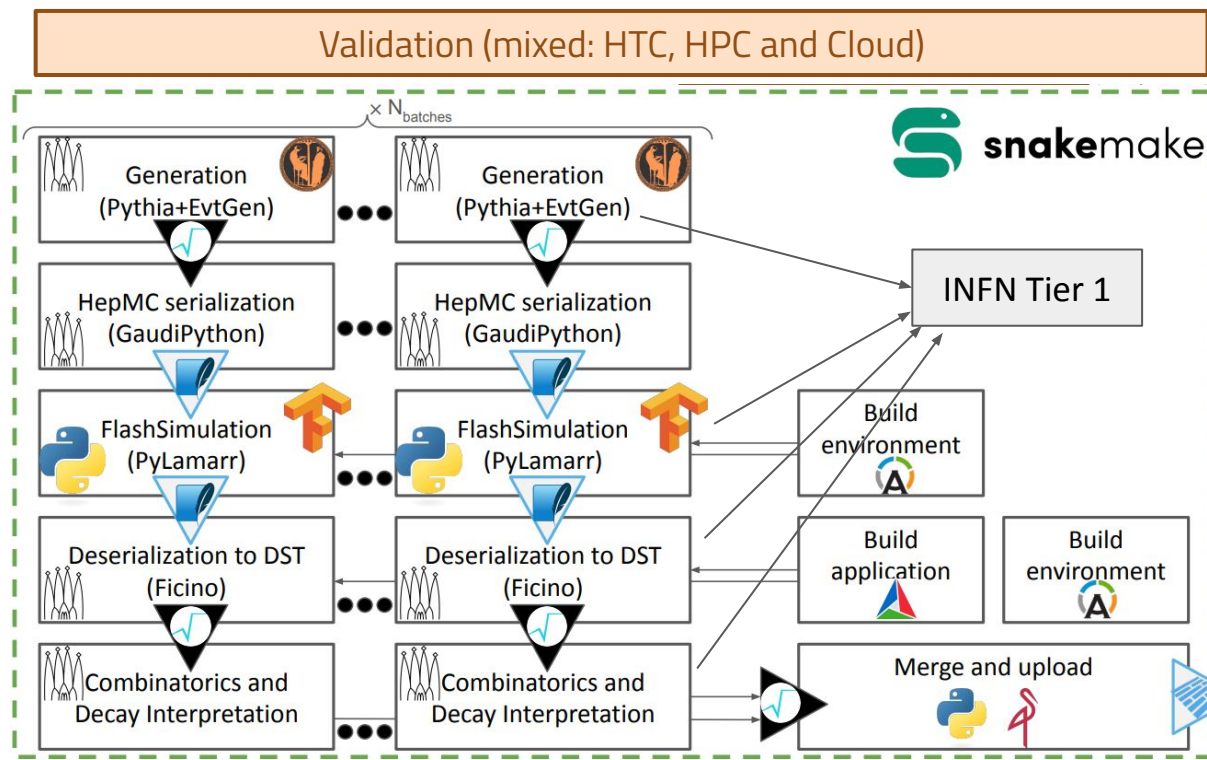 Validation (mixed: HTC, HPC and Cloud)
× N_batches
snakemake
Generation
(Pythia+EvtGen)
Generation
(Pythia+EvtGen)
INFN Tier 1
HepMC serialization
(GaudiPython)
HepMC serialization
(GaudiPython)
FlashSimulation
(PyLamarr)
FlashSimulation
(PyLamarr)
Build
environment
Deserialization to DST
(Ficino)
Deserialization to DST
(Ficino)
Build
application
Build
environment
Combinatorics and
Decay Interpretation
Combinatorics and
Decay Interpretation
Merge and upload